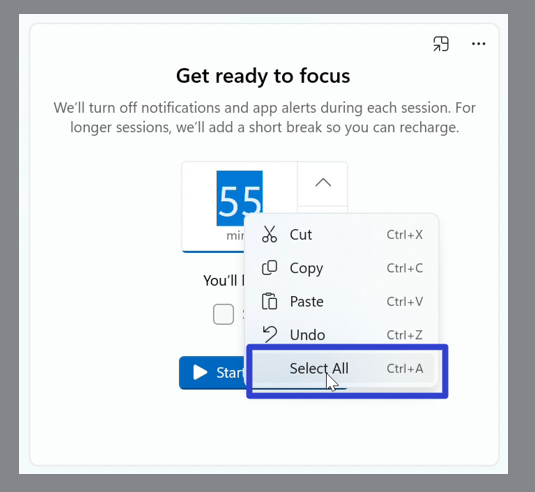 Get ready to focus
We'll turn off notifications and app alerts during each session. For
longer sessions, we'll add a short break so you can recharge.
55
You'll
Cut Ctrl+X
Copy Ctrl+C
Paste Ctrl+V
Undo Ctrl+Z
Select All Ctrl+A
Start